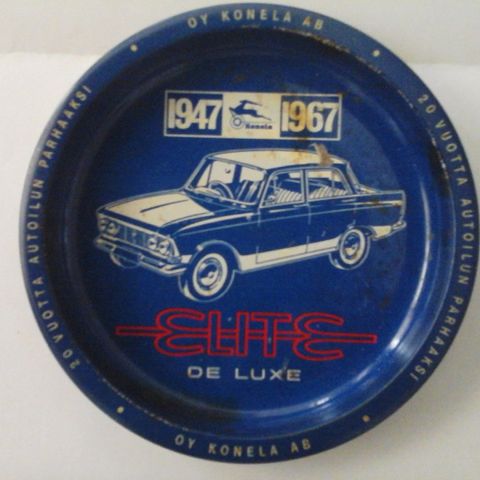 OY KONELA AB
20 VUOTTA AUTOILUN PARHAAKSI
20 VUOTTA AUTOILUN PARHAAKSI
1947 Konela 1967
ELITE
DE LUXE
OY KONELA AB